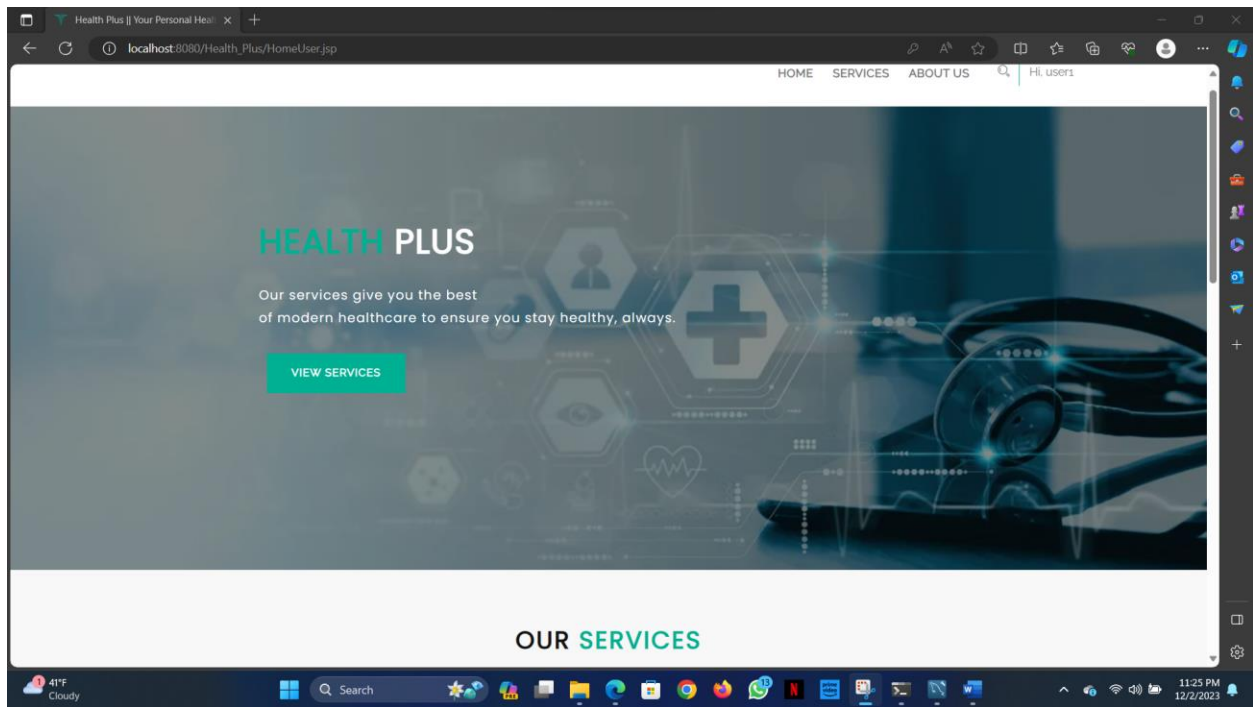 Health Plus || Your Personal Heal
localhost:8080/Health_Plus/HomeUser.jsp
HOME SERVICES ABOUT US Hi, user1
HEALTH PLUS
Our services give you the best
of modern healthcare to ensure you stay healthy, always.
VIEW SERVICES
OUR SERVICES
1
41°F
Cloudy
Search
13
11:25 PM
12/2/2023